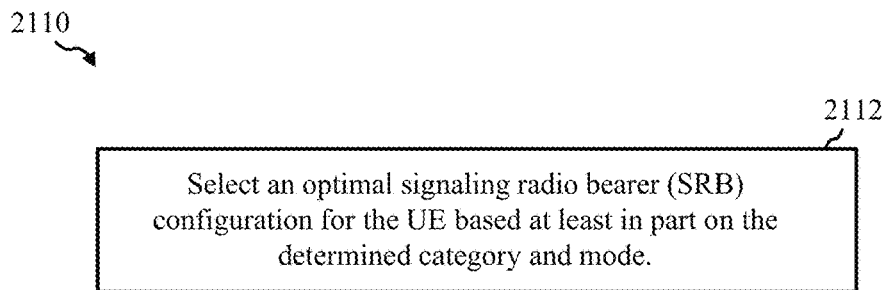 2110
2112
Select an optimal signaling radio bearer (SRB)
configuration for the UE based at least in part on the
determined category and mode.